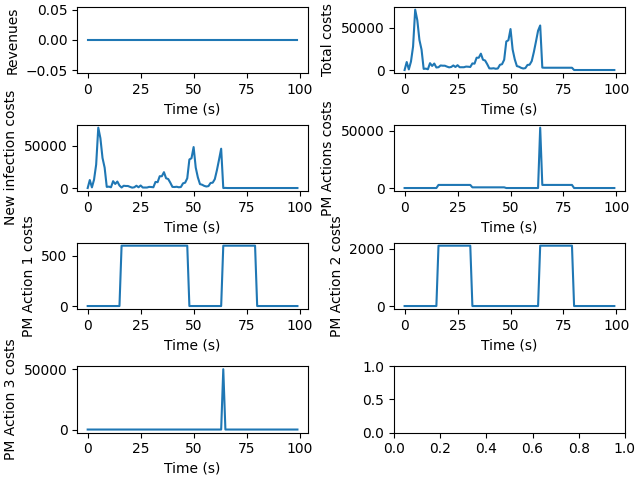 Revenues
0.05
0.00
−0.05
0 25 50 75 100
Time (s)
Total costs
50000
0
0 25 50 75 100
Time (s)
New infection costs
50000
0
0 25 50 75 100
Time (s)
PM Actions costs
50000
0
0 25 50 75 100
Time (s)
PM Action 1 costs
500
0
0 25 50 75 100
Time (s)
PM Action 2 costs
2000
0
0 25 50 75 100
Time (s)
PM Action 3 costs
50000
0
0 25 50 75 100
Time (s)
1.0
0.5
0.0
0.0 0.2 0.4 0.6 0.8 1.0